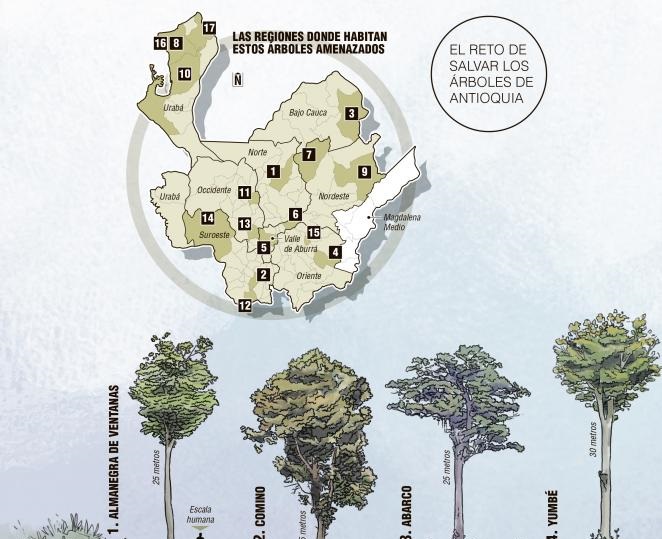 17
16
8
LAS REGIONES DONDE HABITAN
ESTOS ÁRBOLES AMENAZADOS
Ñ
10
Urabá
EL RETO DE
SALVAR LOS
ÁRBOLES DE
ANTIOQUIA
Bajo Cauca
3
Norte
7
1
9
Urabá
Occidente
11
Nordeste
14
13
6
15
Magdalena
Medio
Suroeste
5
Valle
de Aburrá
4
2
Oriente
12
1. ALMANEGRA DE VENTANAS
25 metros
Escala
humana
2. COMINO
metros
3. ABARCO
25 metros
4. YUMBÉ
30 metros